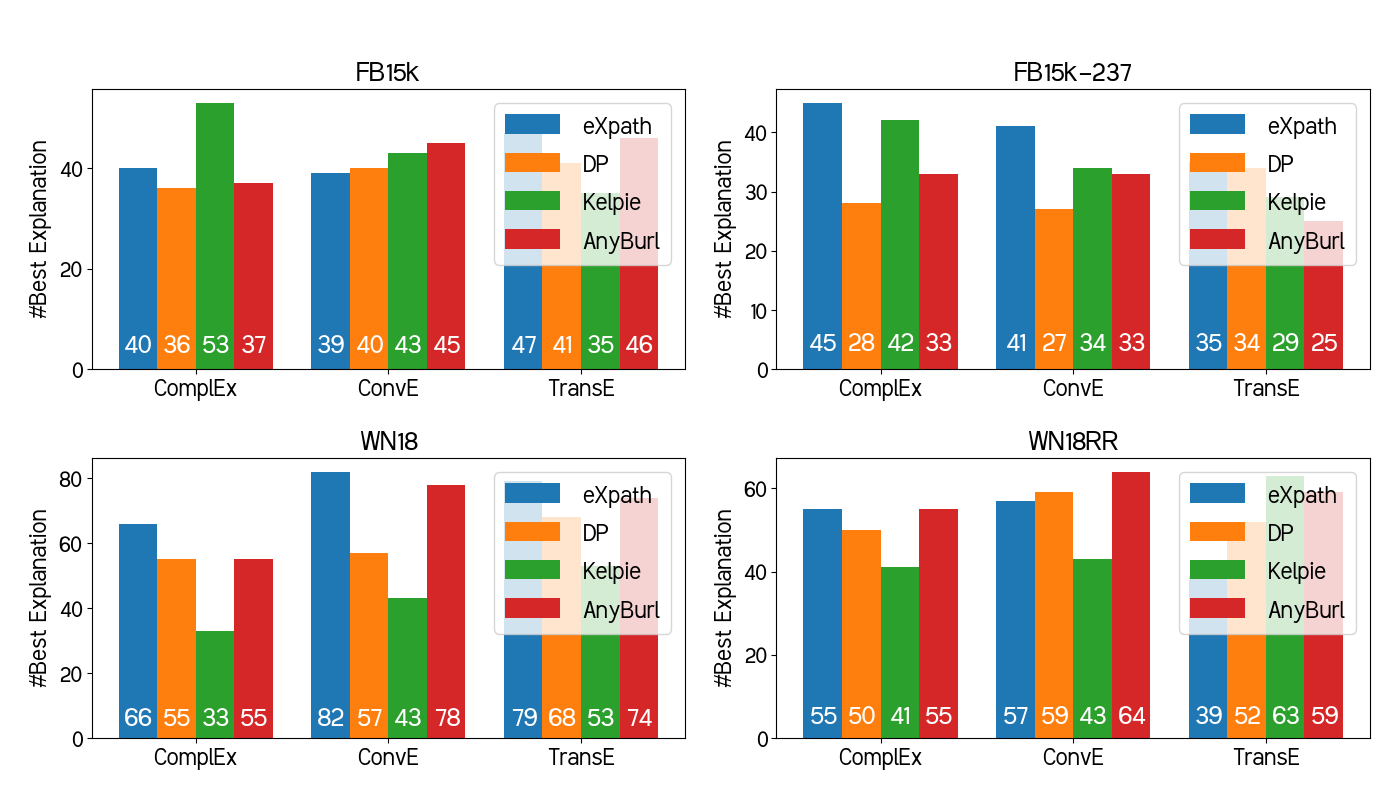 FB15k
#Best Explanation
40
20
0
40 36 53 37 39 40 43 45 47 41 35 46
ComplEx ConvE TransE
eXpath
DP
Kelpie
AnyBurl
FB15k-237
#Best Explanation
40
30
20
10
0
45 28 42 33 41 27 34 33 35 34 29 25
ComplEx ConvE TransE
eXpath
DP
Kelpie
AnyBurl
WN18
#Best Explanation
80
60
40
20
0
66 55 33 55 82 57 43 78 79 68 53 74
ComplEx ConvE TransE
eXpath
DP
Kelpie
AnyBurl
WN18RR
#Best Explanation
60
40
20
0
55 50 41 55 57 59 43 64 39 52 63 59
ComplEx ConvE TransE
eXpath
DP
Kelpie
AnyBurl